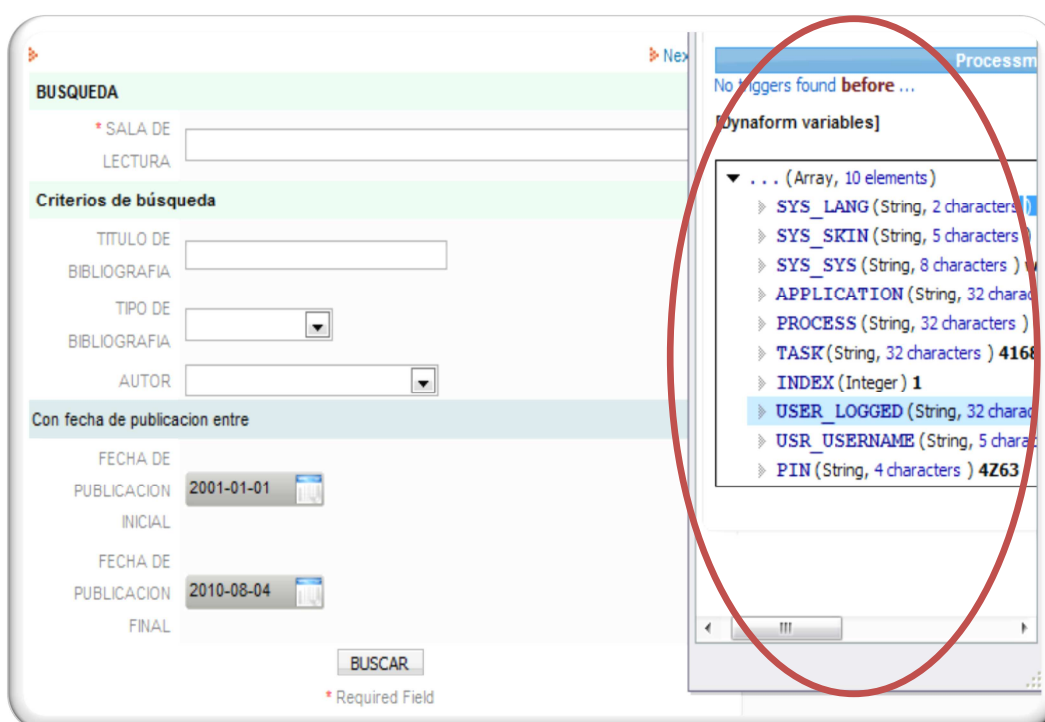 Nex
BUSQUEDA
* SALA DE
LECTURA
Criterios de búsqueda
TITULO DE
BIBLIOGRAFIA
TIPO DE
BIBLIOGRAFIA
AUTOR
Con fecha de publicacion entre
FECHA DE
PUBLICACION
INICIAL
2001-01-01
FECHA DE
PUBLICACION
FINAL
2010-08-04
BUSCAR
* Required Field
Processm
No triggers found before ...
[Dynaform variables]
... (Array, 10 elements)
SYS_LANG (String, 2 characters )
SYS_SKIN (String, 5 characters )
SYS_SYS (String, 8 characters )
APPLICATION (String, 32 charac
PROCESS (String, 32 characters )
TASK (String, 32 characters ) 4168
INDEX (Integer) 1
USER_LOGGED (String, 32 charac
USR_USERNAME (String, 5 charac
PIN (String, 4 characters ) 4Z63